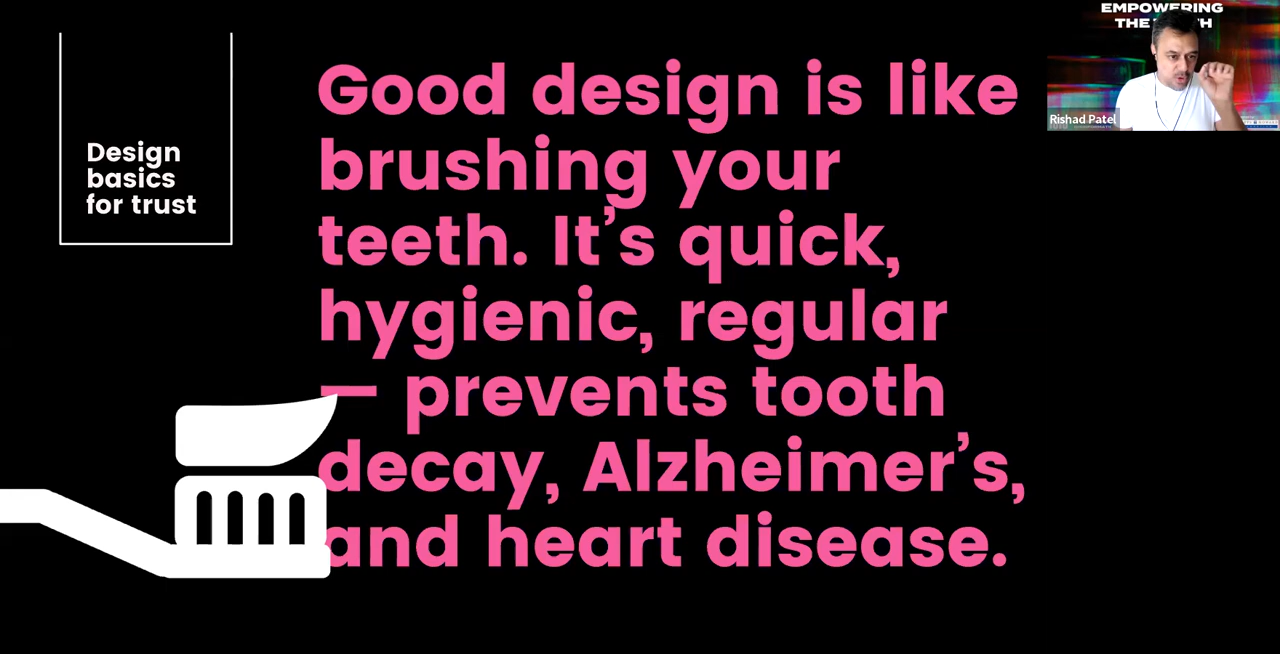 Design
basics
for trust
Good design is like
brushing your
teeth. It’s quick,
hygienic, regular
— prevents tooth
decay, Alzheimer’s,
and heart disease.
EMPOWERING
THE
Rishad Patel